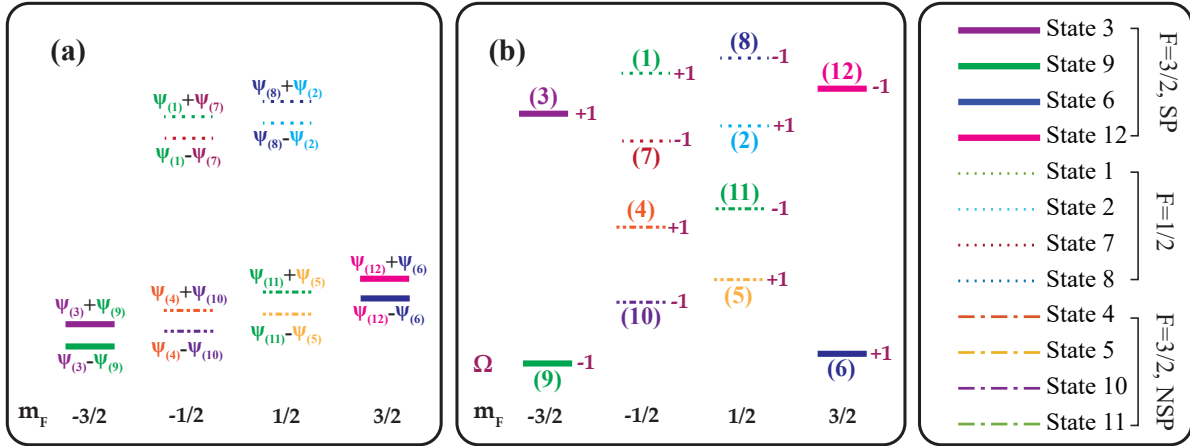 (a)
Ψ(1)+Ψ(7)
Ψ(1)-Ψ(7)
Ψ(8)+Ψ(2)
Ψ(8)-Ψ(2)
Ψ(3)+Ψ(9)
Ψ(3)-Ψ(9)
Ψ(4)+Ψ(10)
Ψ(4)-Ψ(10)
Ψ(11)+Ψ(5)
Ψ(11)-Ψ(5)
Ψ(12)+Ψ(6)
Ψ(12)-Ψ(6)
mF -3/2 -1/2 1/2 3/2
(b)
(3) +1
(1) +1
(8) -1
(12) -1
(7) -1
(2) +1
(4) +1
(11) -1
(10) -1
(5) +1
Ω (9) -1
(6) +1
mF -3/2 -1/2 1/2 3/2
State 3
State 9
State 6
State 12
F=3/2, SP
State 1
State 2
State 7
State 8
F=1/2
State 4
State 5
State 10
State 11
F=3/2, NSP